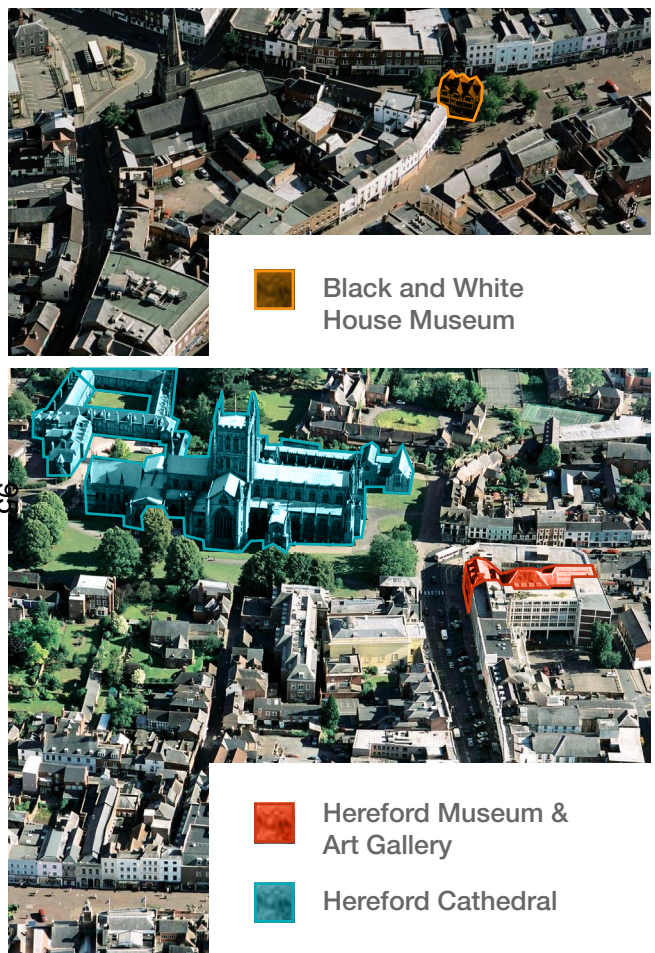 Black and White
House Museum
Hereford Museum &
Art Gallery
Hereford Cathedral